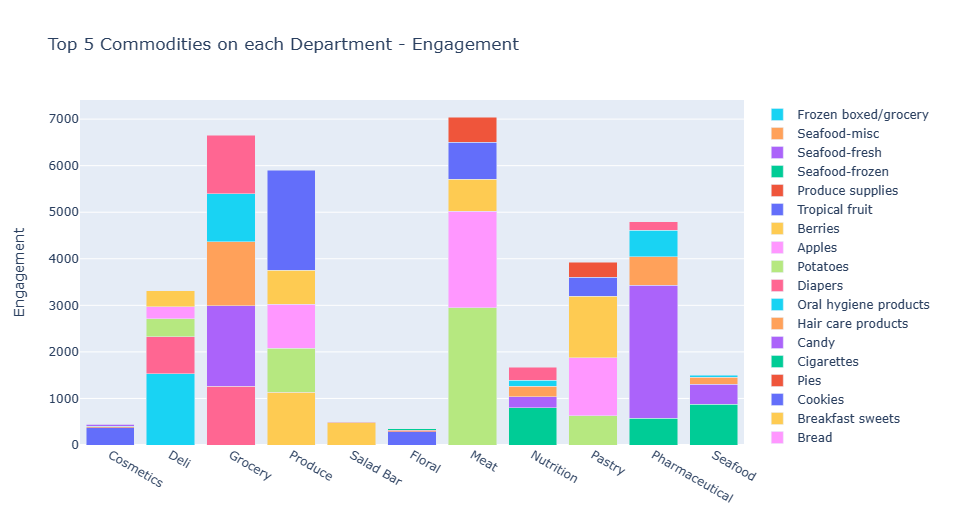 Top 5 Commodities on each Department - Engagement
Engagement
7000
6000
5000
4000
3000
2000
1000
0
Cosmetics
Deli
Grocery
Produce
Salad Bar
Floral
Meat
Nutrition
Pastry
Pharmaceutical
Seafood
Frozen boxed/grocery
Seafood-misc
Seafood-fresh
Seafood-frozen
Produce supplies
Tropical fruit
Berries
Apples
Potatoes
Diapers
Oral hygiene products
Hair care products
Candy
Cigarettes
Pies
Cookies
Breakfast sweets
Bread